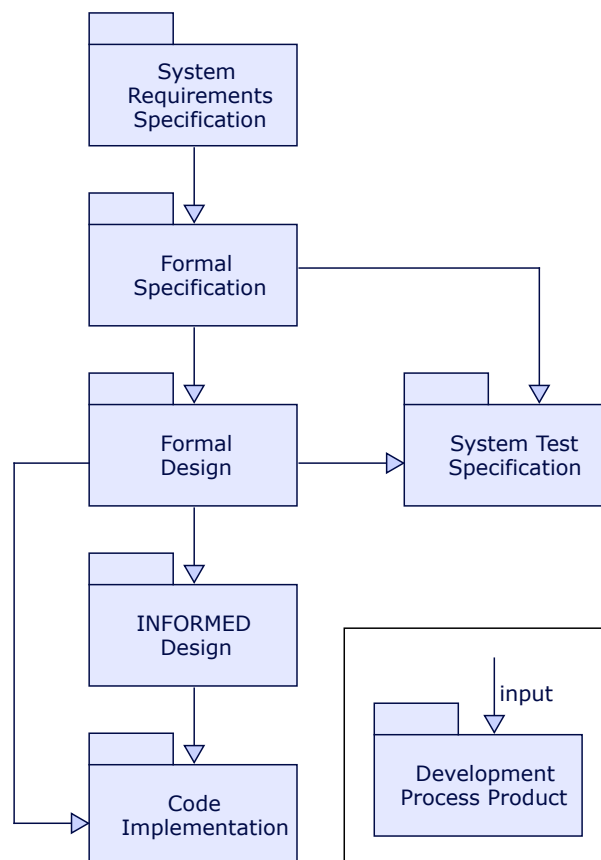 System
Requirements
Specification
Formal
Specification
Formal
Design
System Test
Specification
INFORMED
Design
input
Development
Process Product
Code
Implementation